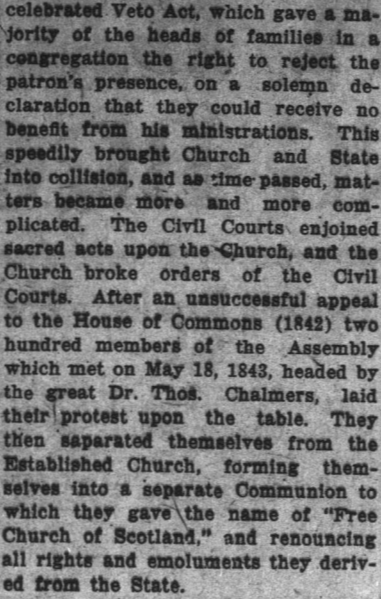 celebrated Veto Act, which gave a ma-
jority of the heads of families in a
congregation the right to reject the
patron's presence, on a solemn de-
claration that they could receive no
benefit from his ministrations. This
speedily brought Church and State
into collision, and as time passed, mat-
ters became more and more com-
plicated. The Civil Courts enjoined
sacred acts upon the Church, and the
Church broke orders of the Civil
Courts. After an unsuccessful appeal
to the House of Commons (1842) two
hundred members of the Assembly
which met on May 18, 1843, headed by
the great Dr. Thos. Chalmers, laid
their protest upon the table. They
then saparated themselves from the
Established Church, forming them-
selves into a separate Communion to
which they gave the name of "Free
Church of Scotland," and renouncing
all rights and emoluments they deriv-
ed from the State.